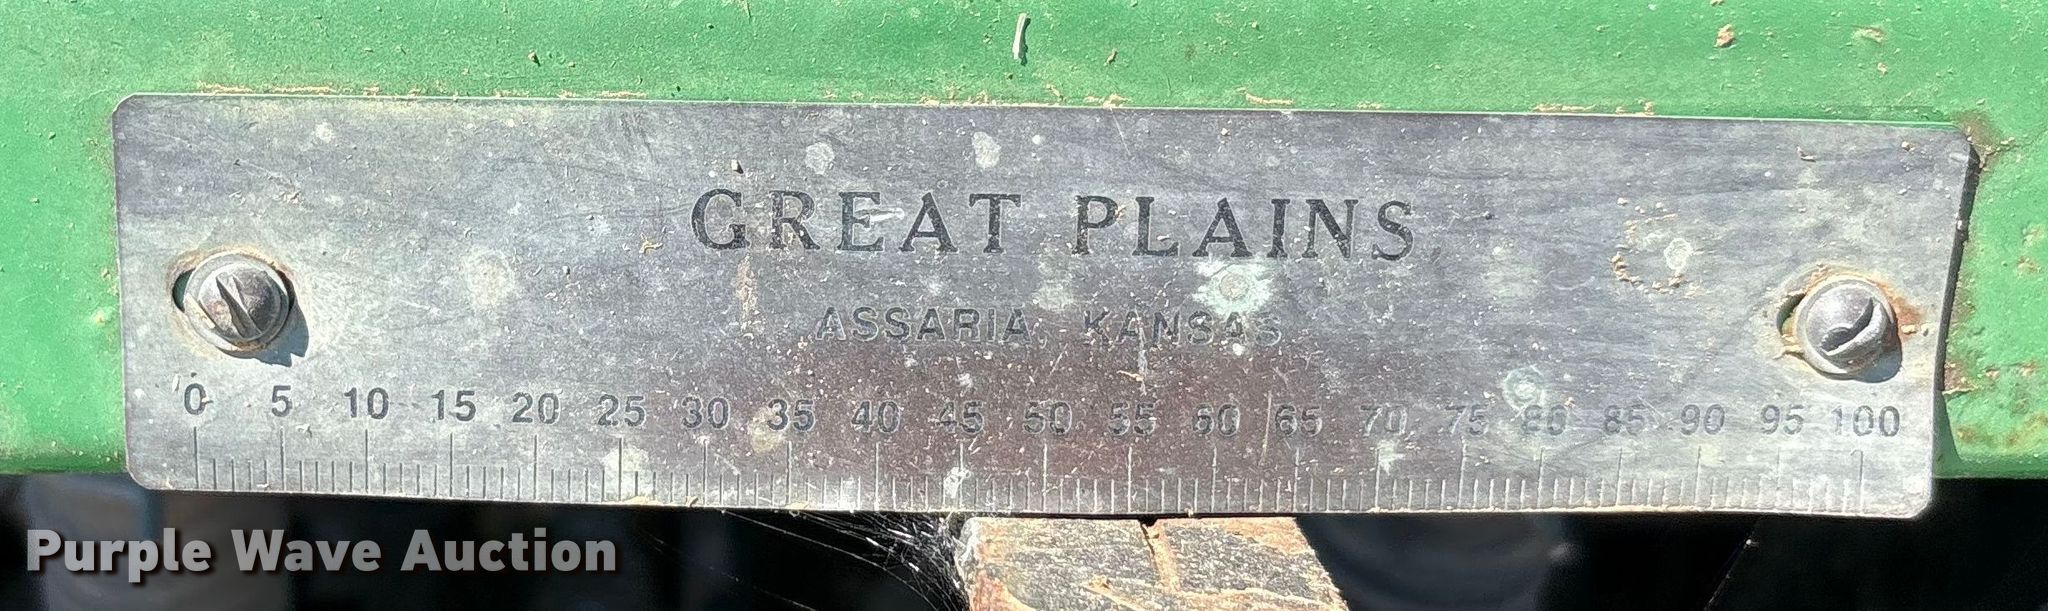 GREAT PLAINS
ASSARIA, KANSAS
0 5 10 15 20 25 30 35 40 45 50 55 60 65 70 75 80 85 90 95 100
Purple Wave Auction